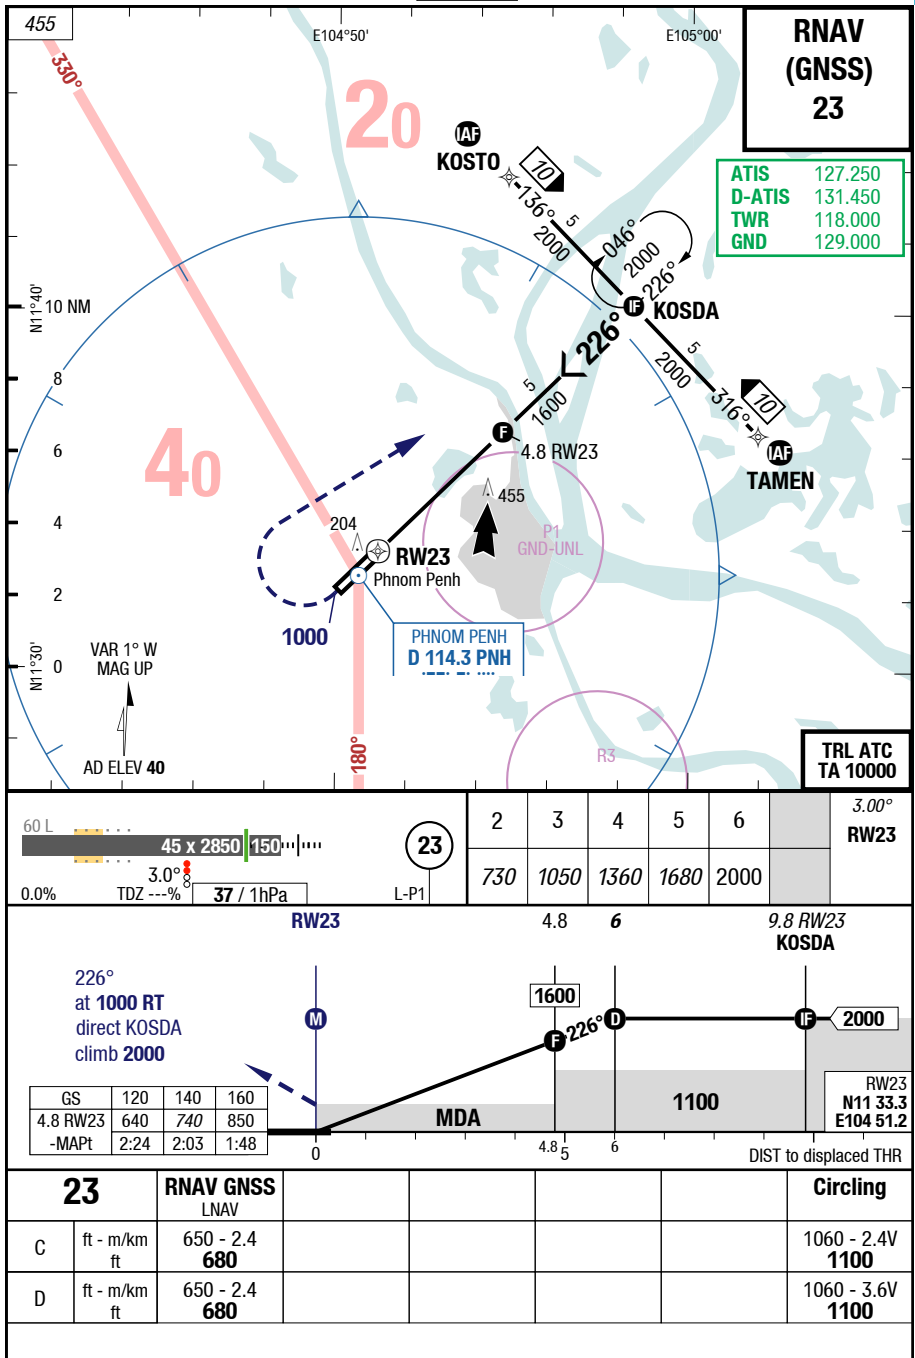 455
E104°50'
E105°00'
RNAV
(GNSS)
23
330°
20
IAF
KOSTO
10
136°
5
2000
ATIS 127.250
D-ATIS 131.450
TWR 118.000
GND 129.000
046°
2000
226°
IF
KOSDA
N11°40'
10 NM
226°
5
2000
8
5
1600
316°
10
F
4.8 RW23
IAF
TAMEN
6
40
455
4
204
P1
GND-UNL
RW23
Phnom Penh
2
1000
PHNOM PENH
D 114.3 PNH
VAR 1° W
MAG UP
N11°30'
0
180°
R3
AD ELEV 40
TRL ATC
TA 10000
60 L
45 x 2850 150
23
3.0°
0.0%
TDZ ---%
37 / 1hPa
L-P1
2 3 4 5 6
730 1050 1360 1680 2000
3.00°
RW23
RW23
4.8
6
9.8 RW23
KOSDA
226°
at 1000 RT
direct KOSDA
climb 2000
M
1600
F
226°
D
IF
2000
GS 120 140 160
4.8 RW23 640 740 850
-MAPt 2:24 2:03 1:48
MDA
1100
RW23
N11 33.3
E104 51.2
0
4.8
5
6
DIST to displaced THR
23
RNAV GNSS
LNAV
Circling
C
ft - m/km
ft
650 - 2.4
680
1060 - 2.4V
1100
D
ft - m/km
ft
650 - 2.4
680
1060 - 3.6V
1100